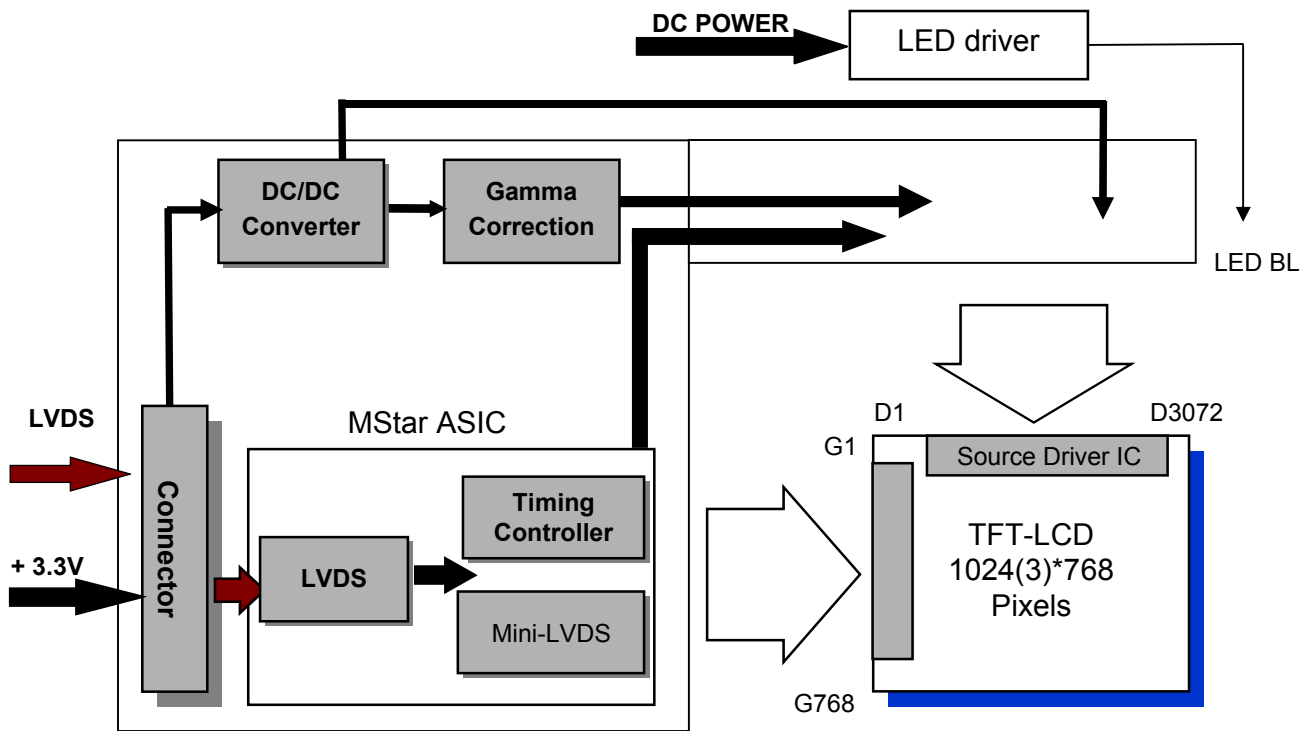 DC POWER
LED driver
DC/DC
Converter
Gamma
Correction
LED BL
LVDS
+ 3.3V
Connector
MStar ASIC
LVDS
Timing
Controller
Mini-LVDS
D1
D3072
G1
Source Driver IC
TFT-LCD
1024(3)*768
Pixels
G768